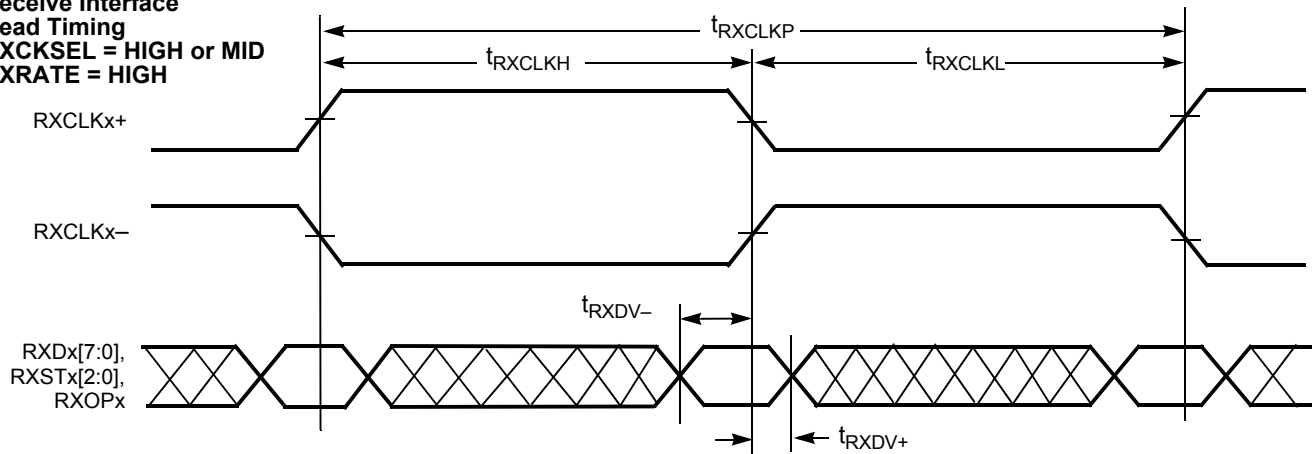 eceive Interface
ead Timing
XCKSEL = HIGH or MID
XRATE = HIGH
tRXCLKP
tRXCLKH
tRXCLKL
RXCLKx+
RXCLKx–
tRXDV–
RXDx[7:0],
RXSTx[2:0],
RXOPx
tRXDV+